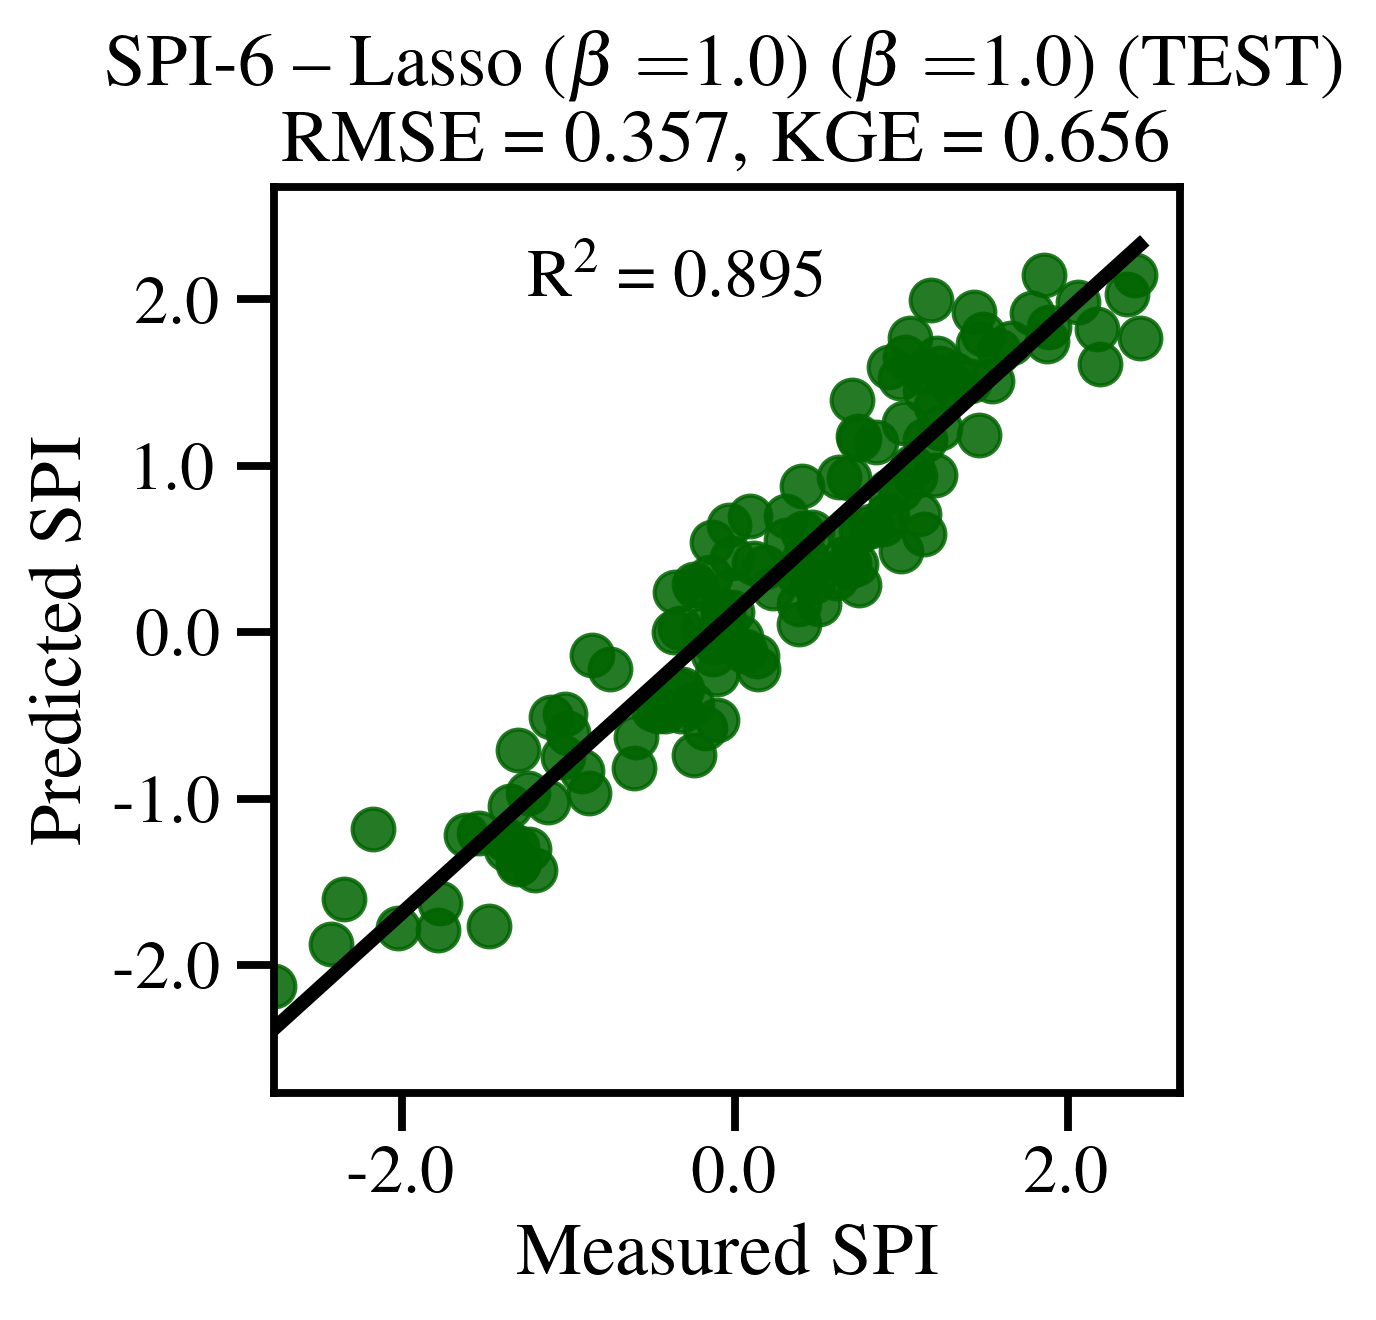 SPI-6 – Lasso (β =1.0) (β =1.0) (TEST)
RMSE = 0.357, KGE = 0.656
R² = 0.895
2.0
1.0
0.0
-1.0
-2.0
Predicted SPI
-2.0 0.0 2.0
Measured SPI